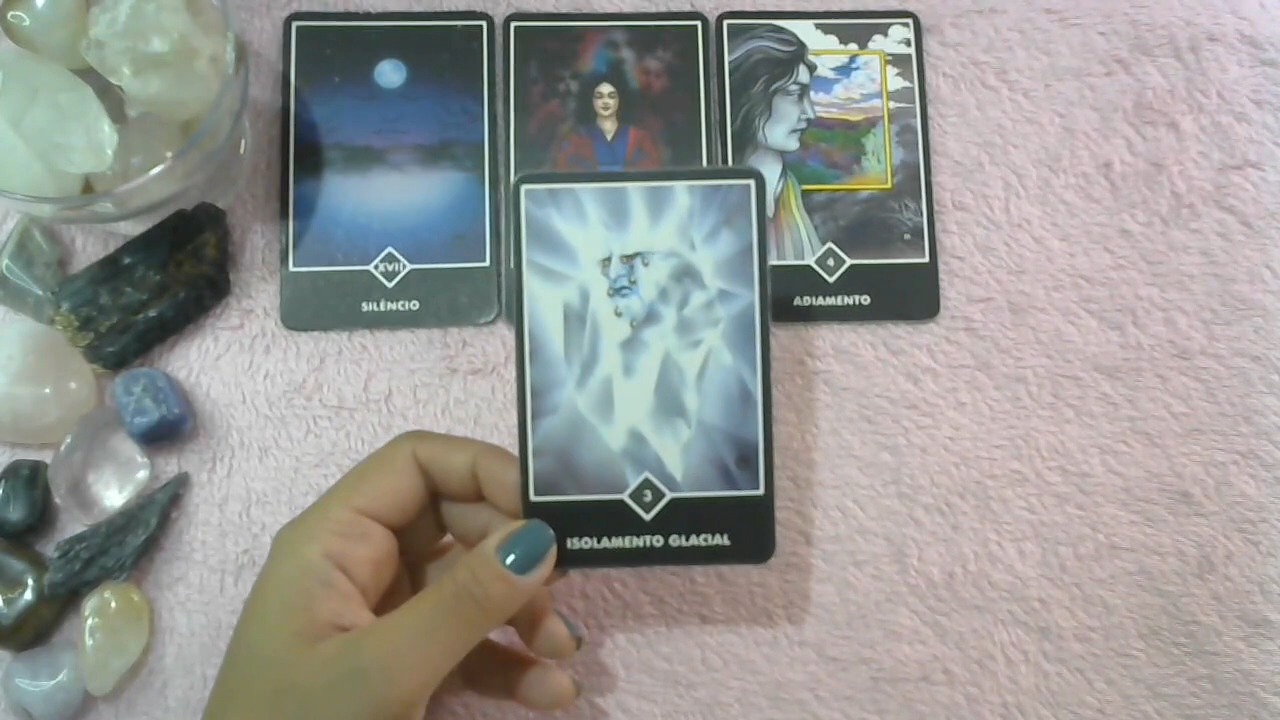 XVII
SILÊNCIO
4
ADIAMENTO
3
ISOLAMENTO GLACIAL